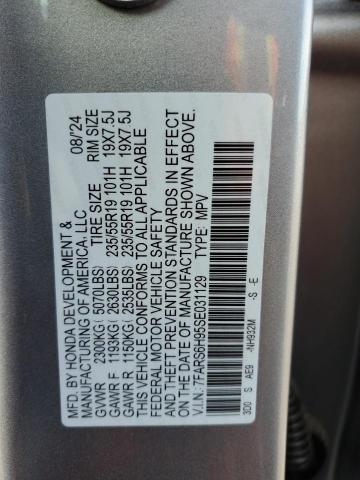 MFD. BY HONDA DEVELOPMENT & 08/'24
MANUFACTURING OF AMERICA, LLC
TIRE SIZE RIM SIZE
GVWR 2300KG( 5070LBS)
GAWR F 1193KG( 2630LBS) 235/55R19 101H 19X7.5J
GAWR R 1150KG( 2535LBS) 235/55R19 101H 19X7.5J
THIS VEHICLE CONFORMS TO ALL APPLICABLE
FEDERAL MOTOR VEHICLE SAFETY
AND THEFT PREVENTION STANDARDS IN EFFECT
ON THE DATE OF MANUFACTURE SHOWN ABOVE.
V.I.N.: 7FARS6H95SE031129 TYPE: MPV
3D0 S AE9 -NH932M -S -E